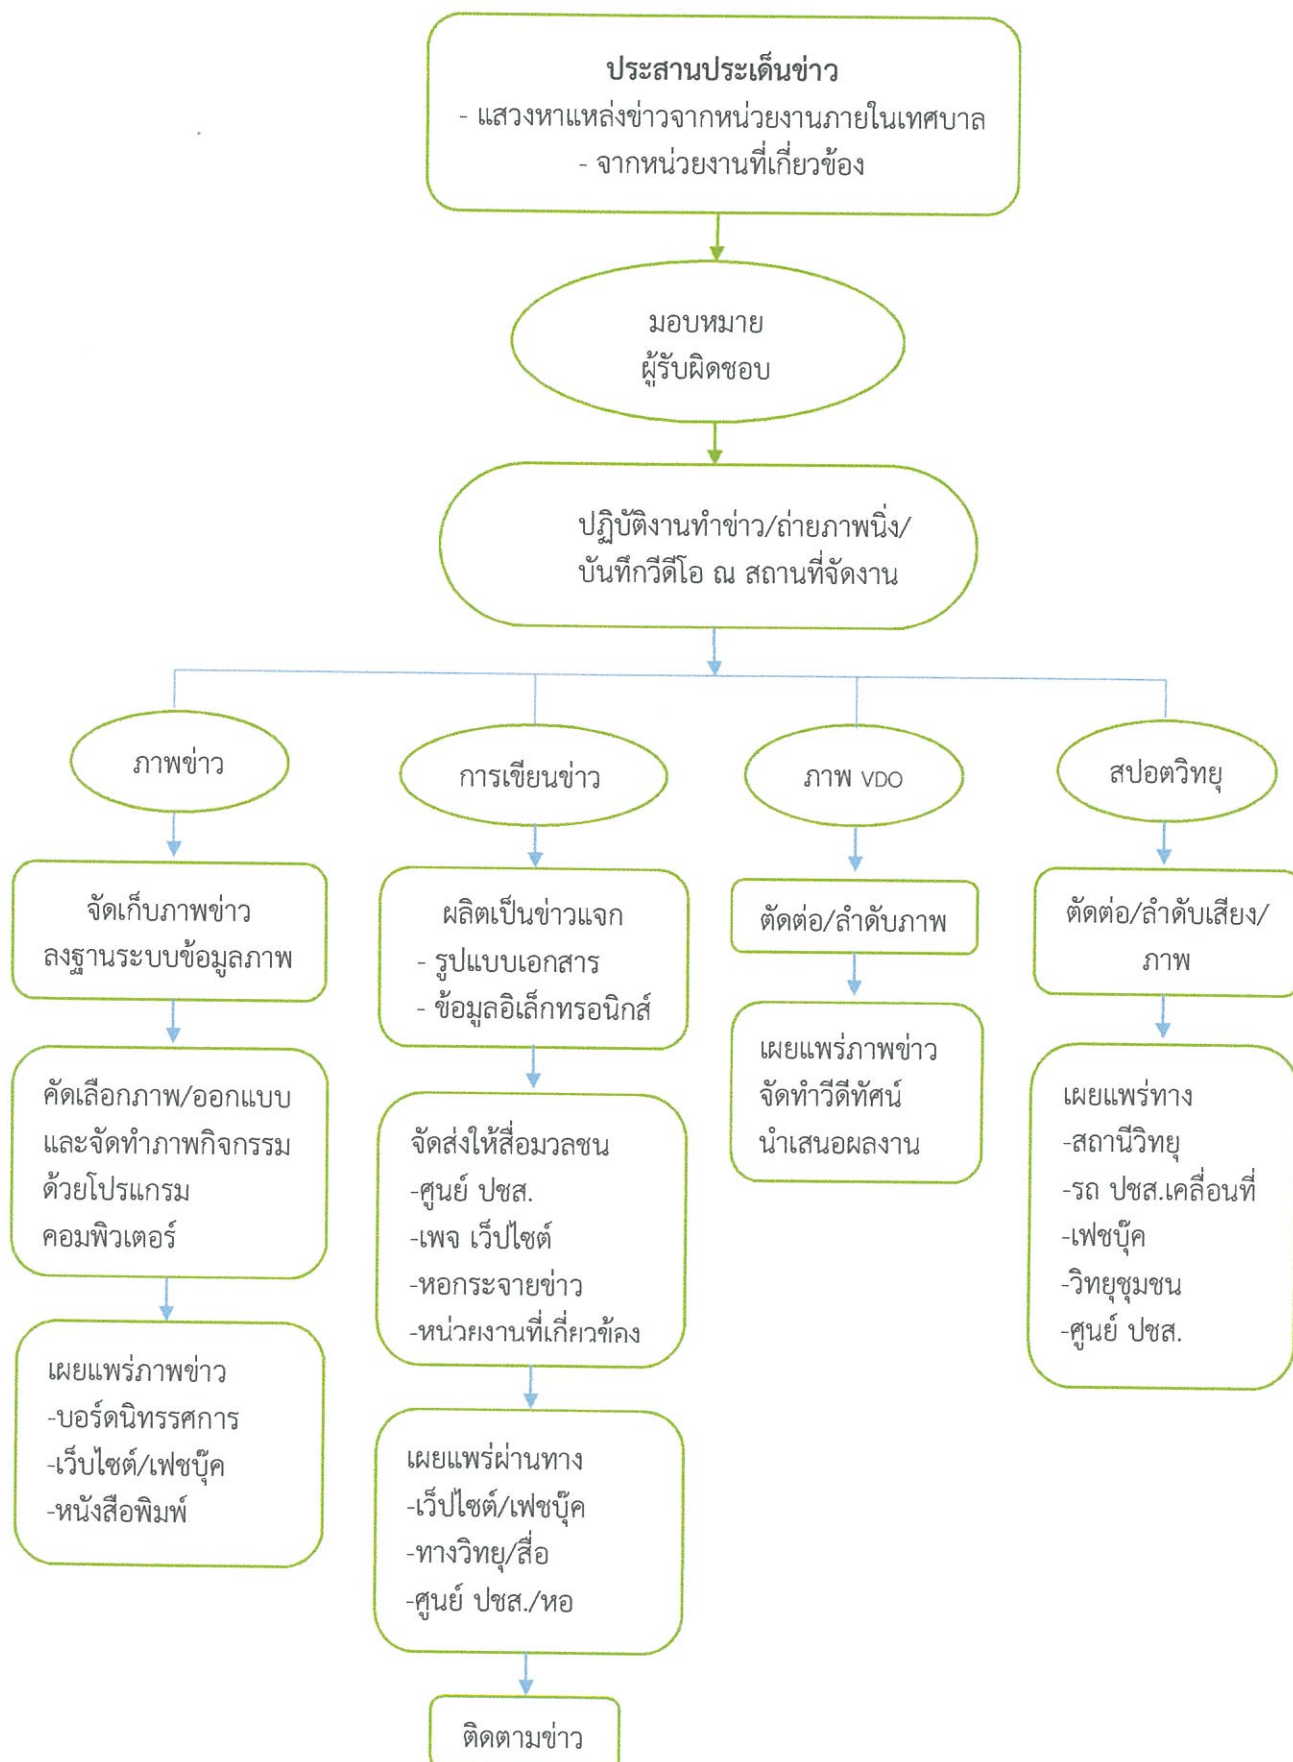 ประสานประเด็นข่าว
- แสวงหาแหล่งข่าวจากหน่วยงานภายในเทศบาล
- จากหน่วยงานที่เกี่ยวข้อง
มอบหมาย
ผู้รับผิดชอบ
ปฏิบัติงานทำข่าว/ถ่ายภาพนิ่ง/
บันทึกวีดีโอ ณ สถานที่จัดงาน
ภาพข่าว
จัดเก็บภาพข่าว
ลงฐานระบบข้อมูลภาพ
คัดเลือกภาพ/ออกแบบ
และจัดทำภาพกิจกรรม
ด้วยโปรแกรม
คอมพิวเตอร์
เผยแพร่ภาพข่าว
-บอร์ดนิทรรศการ
-เว็บไซต์/เฟซบุ๊ค
-หนังสือพิมพ์
การเขียนข่าว
ผลิตเป็นข่าวแจก
- รูปแบบเอกสาร
- ข้อมูลอิเล็กทรอนิกส์
จัดส่งให้สื่อมวลชน
-ศูนย์ ปชส.
-เพจ เว็ปไซต์
-หอกระจายข่าว
-หน่วยงานที่เกี่ยวข้อง
เผยแพร่ผ่านทาง
-เว็ปไซต์/เฟซบุ๊ค
-ทางวิทยุ/สื่อ
-ศูนย์ ปชส./หอ
ติดตามข่าว
ภาพ VDO
ตัดต่อ/ลำดับภาพ
เผยแพร่ภาพข่าว
จัดทำวีดีทัศน์
นำเสนอผลงาน
สปอตวิทยุ
ตัดต่อ/ลำดับเสียง/
ภาพ
เผยแพร่ทาง
-สถานีวิทยุ
-รถ ปชส.เคลื่อนที่
-เฟซบุ๊ค
-วิทยุชุมชน
-ศูนย์ ปชส.